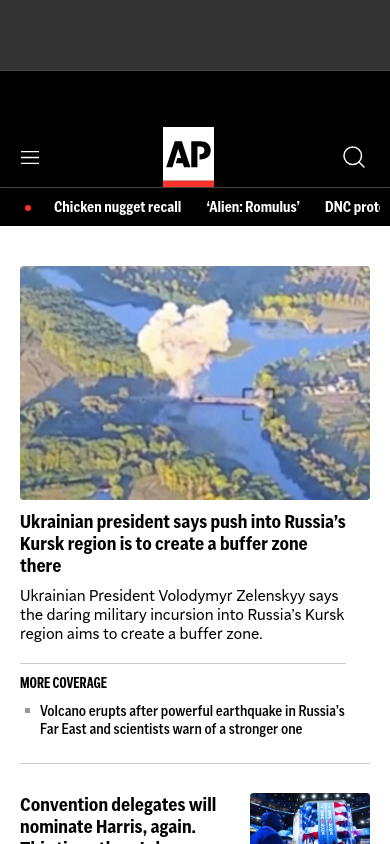 AP
Chicken nugget recall ‘Alien: Romulus’ DNC prot
Ukrainian president says push into Russia’s
Kursk region is to create a buffer zone
there
Ukrainian President Volodymyr Zelenskyy says
the daring military incursion into Russia’s Kursk
region aims to create a buffer zone.
MORE COVERAGE
Volcano erupts after powerful earthquake in Russia’s
Far East and scientists warn of a stronger one
Convention delegates will
nominate Harris, again.